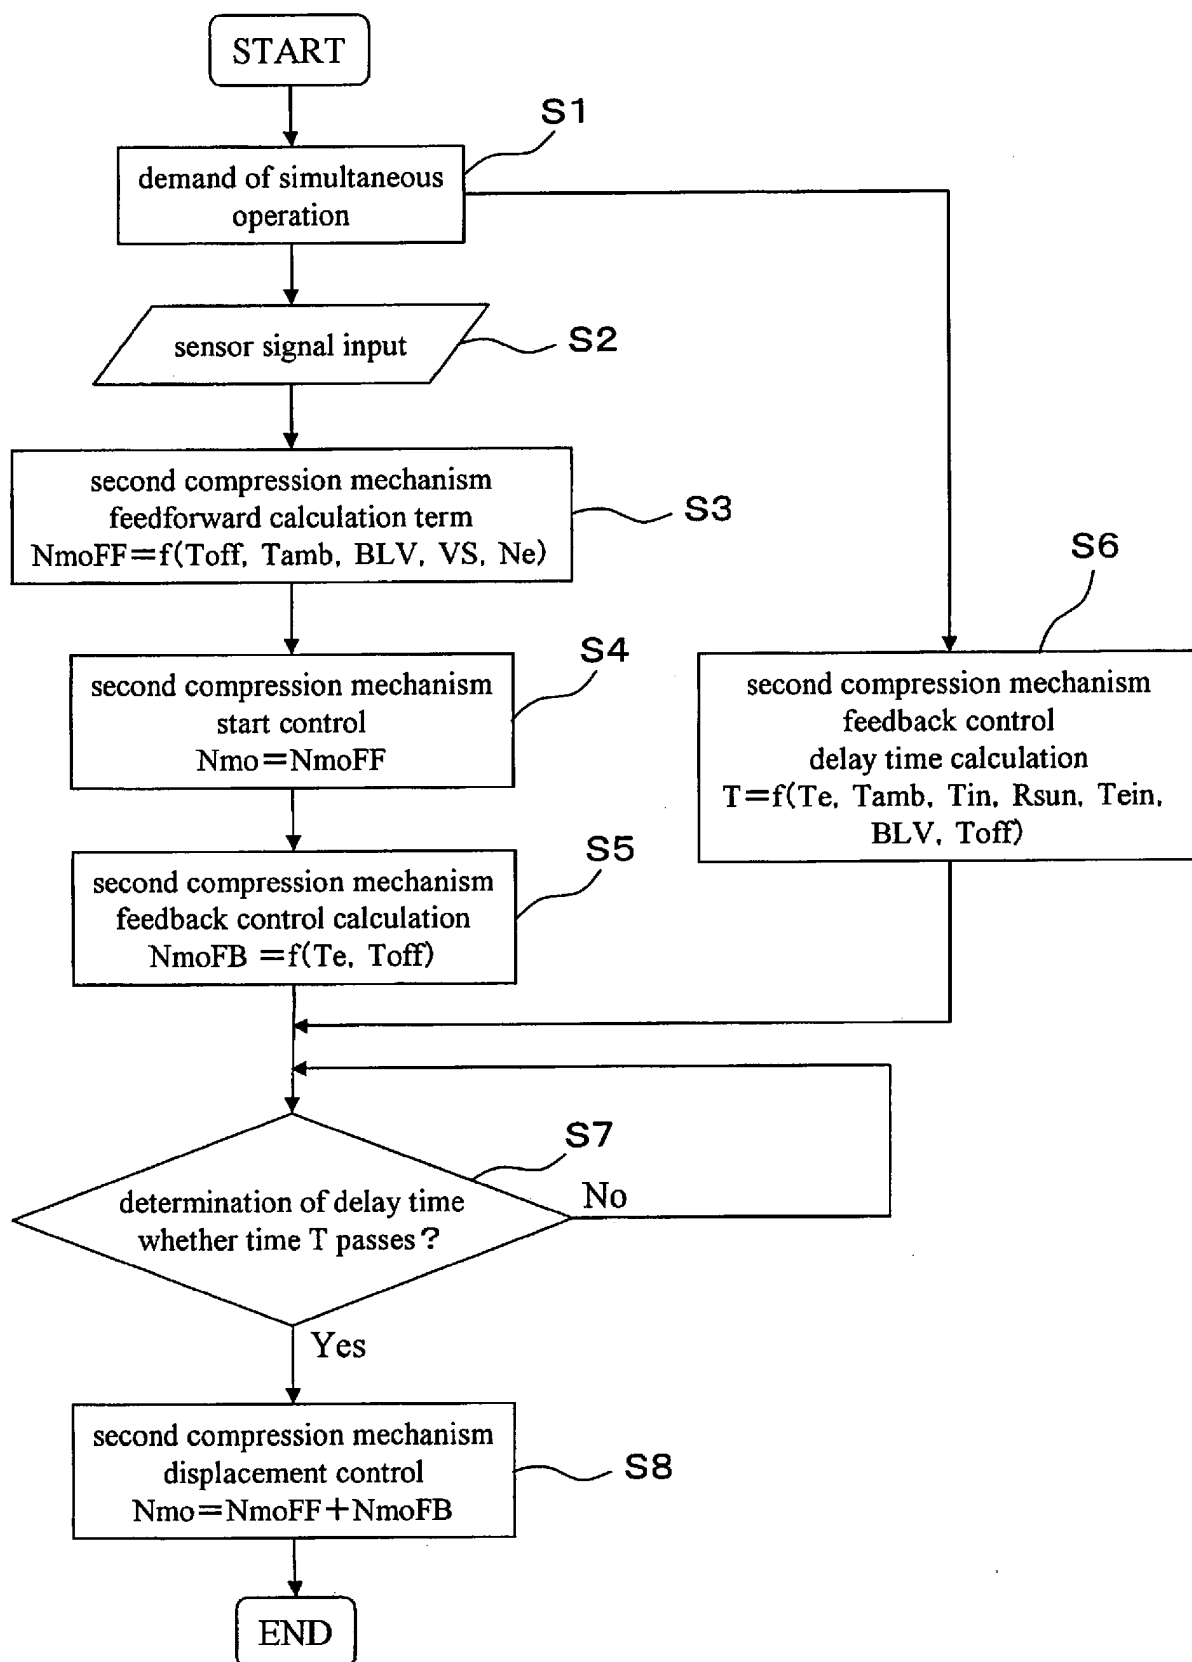 START
S1
demand of simultaneous
operation
sensor signal input
S2
second compression mechanism
feedforward calculation term
NmoFF=f(Toff, Tamb, BLV, VS, Ne)
S3
second compression mechanism
start control
Nmo=NmoFF
S4
second compression mechanism
feedback control calculation
NmoFB =f(Te, Toff)
S5
S6
second compression mechanism
feedback control
delay time calculation
T=f(Te, Tamb, Tin, Rsun, Tein,
BLV, Toff)
S7
determination of delay time
whether time T passes?
No
Yes
second compression mechanism
displacement control
Nmo=NmoFF+NmoFB
S8
END